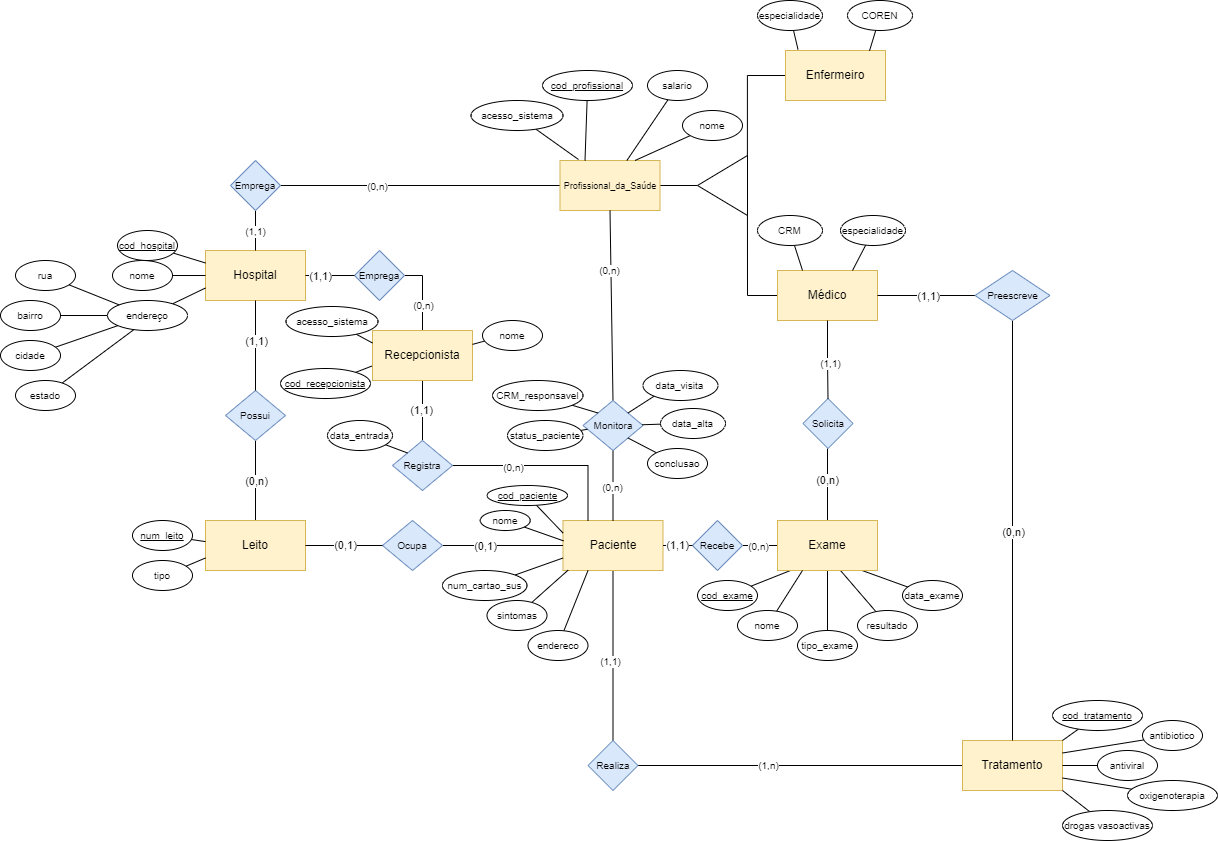 especialidade
COREN
Enfermeiro
cod_profissional
salario
acesso_sistema
nome
Profissional_da_Saúde
Emprega
(0,n)
(1,1)
CRM
especialidade
cod_hospital
nome
Hospital
rua
bairro
endereço
cidade
estado
(1,1)
Emprega
(0,n)
(0,n)
Médico
(1,1)
Preescreve
acesso_sistema
nome
Recepcionista
cod_recepcionista
(1,1)
(1,1)
(1,1)
CRM_responsavel
data_visita
Possui
data_entrada
status_paciente
Monitora
data_alta
Solicita
Registra
(0,n)
conclusao
(0,n)
(0,n)
(0,n)
cod_paciente
nome
num_leito
Leito
tipo
(0,1)
Ocupa
(0,1)
Paciente
(1,1)
Recebe
(0,n)
Exame
(0,n)
num_cartao_sus
sintomas
endereco
cod_exame
nome
tipo_exame
resultado
data_exame
(1,1)
Realiza
(1,n)
Tratamento
cod_tratamento
antibiotico
antiviral
oxigenoterapia
drogas vasoactivas